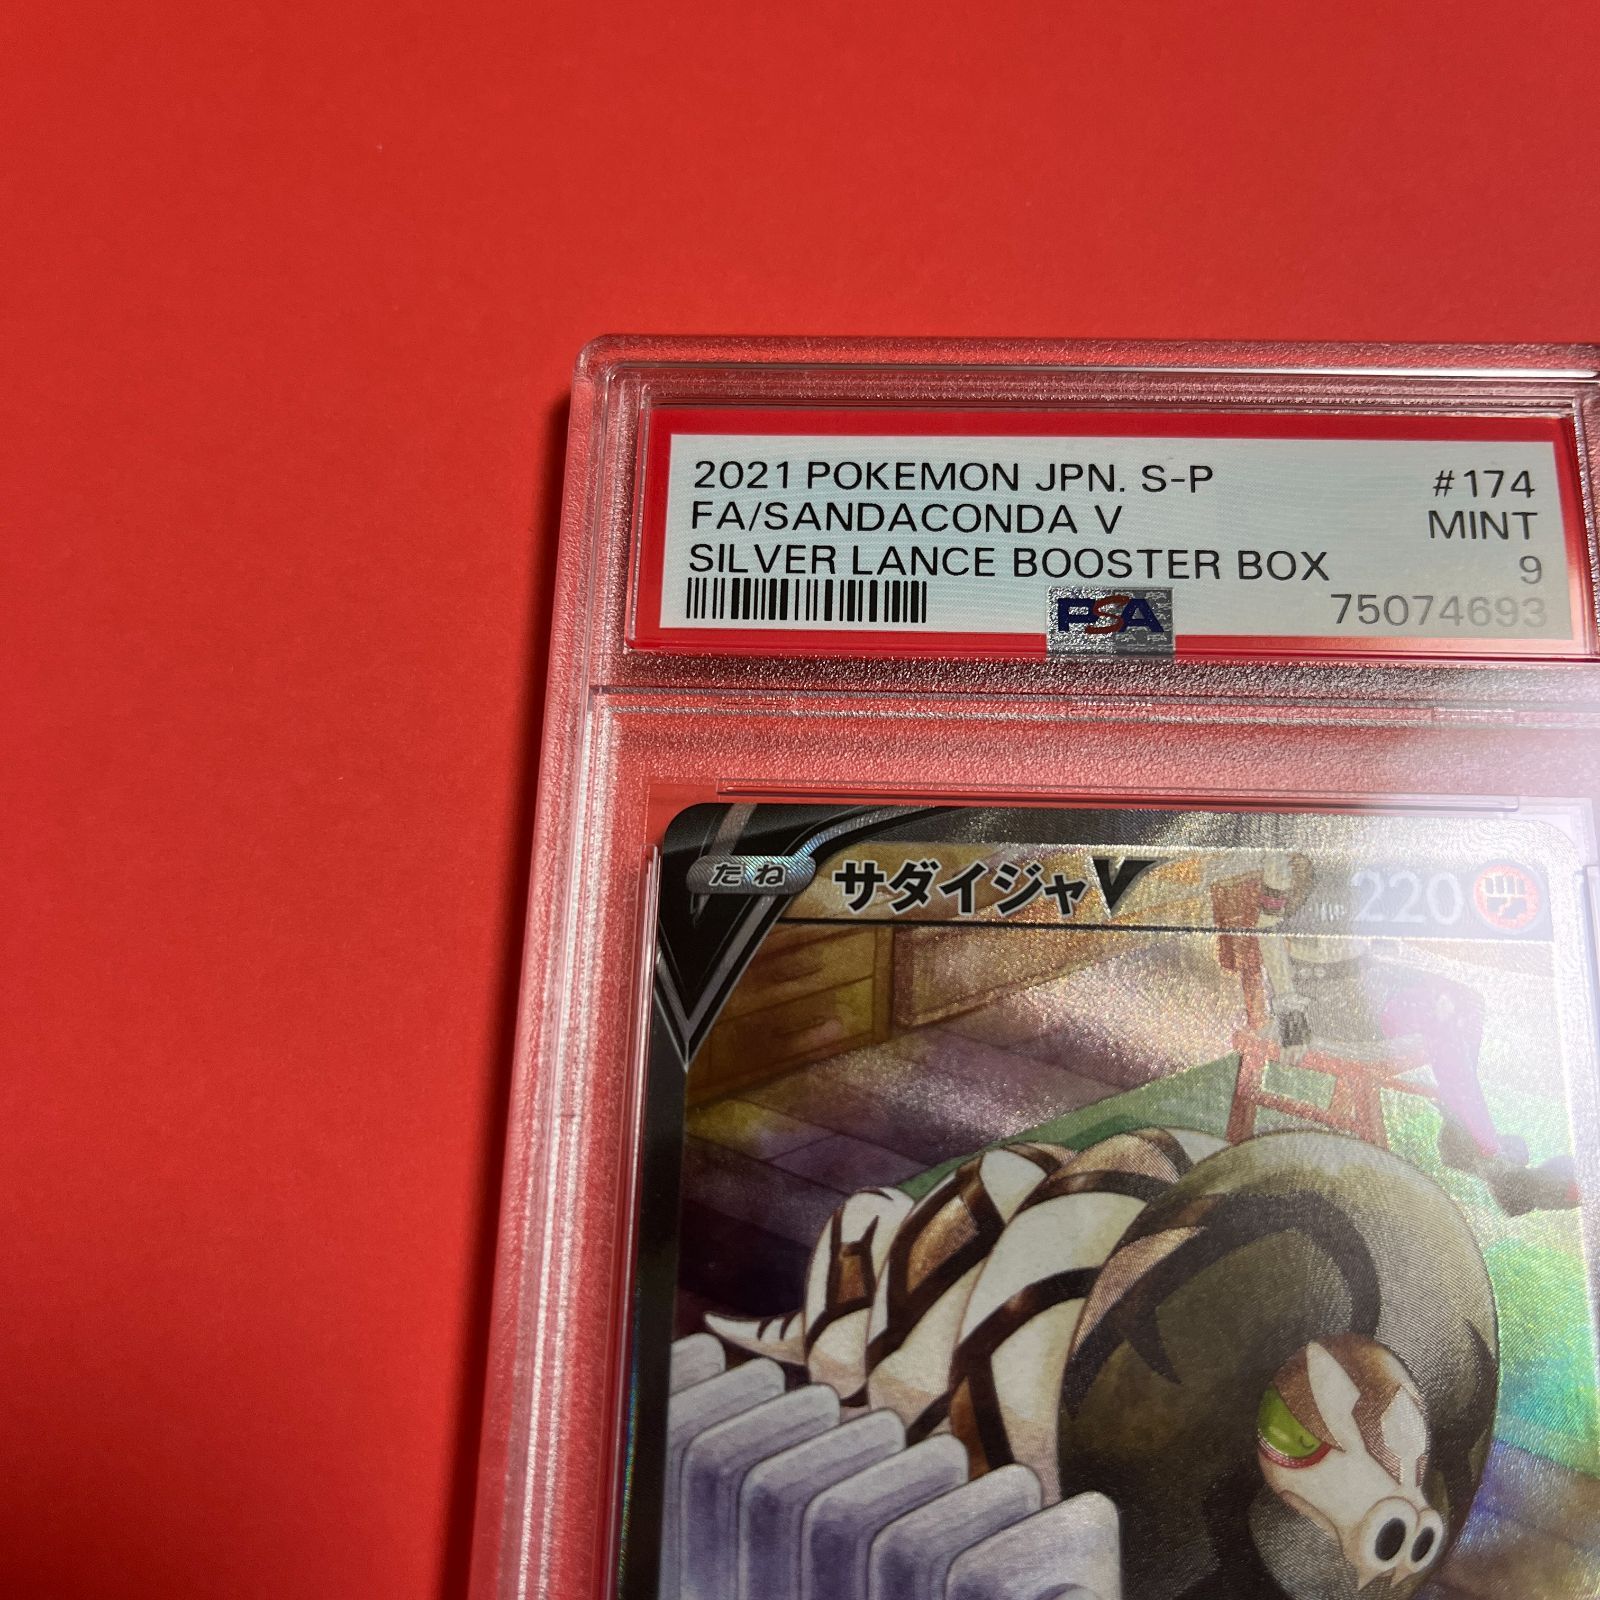 2021 POKEMON JPN. S-P #174
FA/SANDACONDA V MINT
SILVER LANCE BOOSTER BOX 9
PSA 75074693
たね サダイジャV HP 220